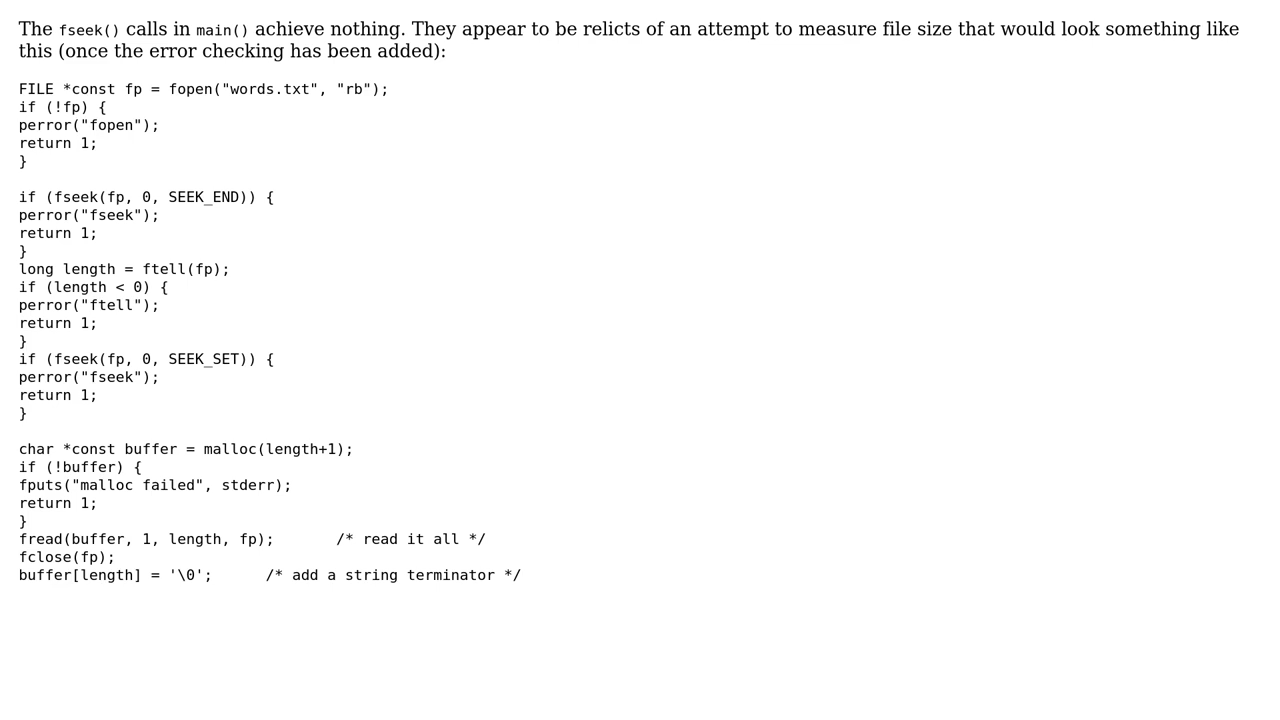 The fseek() calls in main() achieve nothing. They appear to be relicts of an attempt to measure file size that would look something like
this (once the error checking has been added):

FILE *const fp = fopen("words.txt", "rb");
if (!fp) {
perror("fopen");
return 1;
}

if (fseek(fp, 0, SEEK_END)) {
perror("fseek");
return 1;
}
long length = ftell(fp);
if (length < 0) {
perror("ftell");
return 1;
}
if (fseek(fp, 0, SEEK_SET)) {
perror("fseek");
return 1;
}

char *const buffer = malloc(length+1);
if (!buffer) {
fputs("malloc failed", stderr);
return 1;
}
fread(buffer, 1, length, fp);       /* read it all */
fclose(fp);
buffer[length] = '\0';      /* add a string terminator */